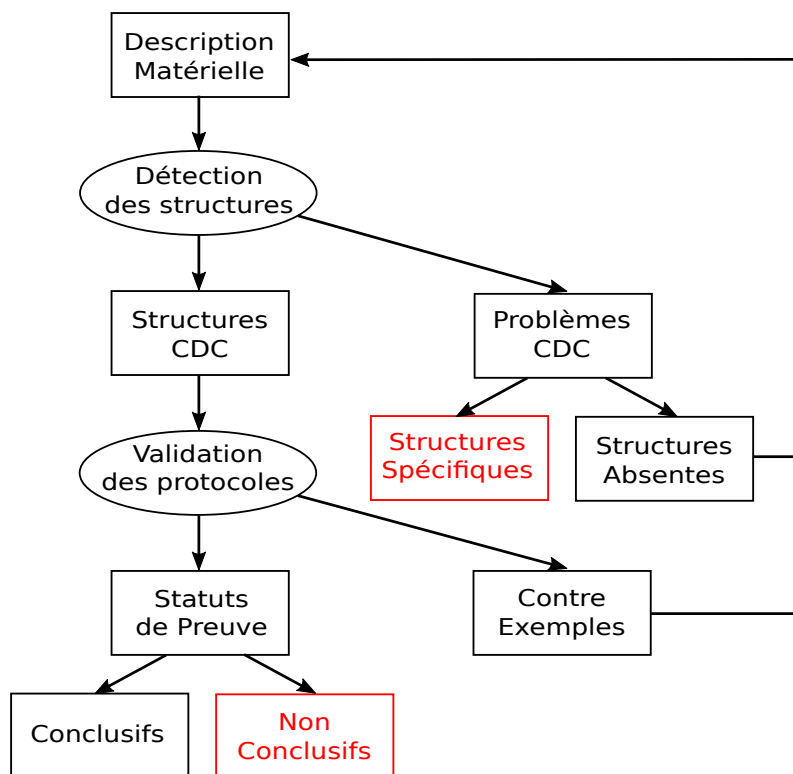 Description
Matérielle
Détection
des structures
Structures
CDC
Problèmes
CDC
Structures
Spécifiques
Structures
Absentes
Validation
des protocoles
Statuts
de Preuve
Contre
Exemples
Conclusifs
Non
Conclusifs